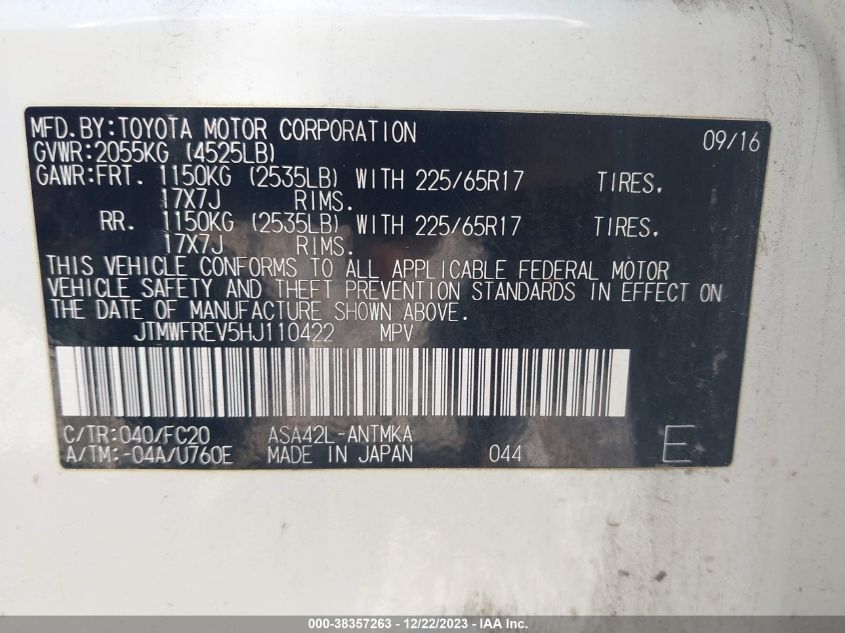 MFD.BY:TOYOTA MOTOR CORPORATION 09/16
GVWR:2055KG (4525LB)
GAWR:FRT. 1150KG (2535LB) WITH 225/65R17 TIRES,
17X7J RIMS.
RR. 1150KG (2535LB) WITH 225/65R17 TIRES,
17X7J RIMS.
THIS VEHICLE CONFORMS TO ALL APPLICABLE FEDERAL MOTOR
VEHICLE SAFETY AND THEFT PREVENTION STANDARDS IN EFFECT ON
THE DATE OF MANUFACTURE SHOWN ABOVE.
JTMWFREV5HJ110422 MPV
C/TR:040/FC20 ASA42L-ANTMKA
A/TM:-04A/U760E MADE IN JAPAN 044 E
000-38357263 - 12/22/2023 - IAA Inc.